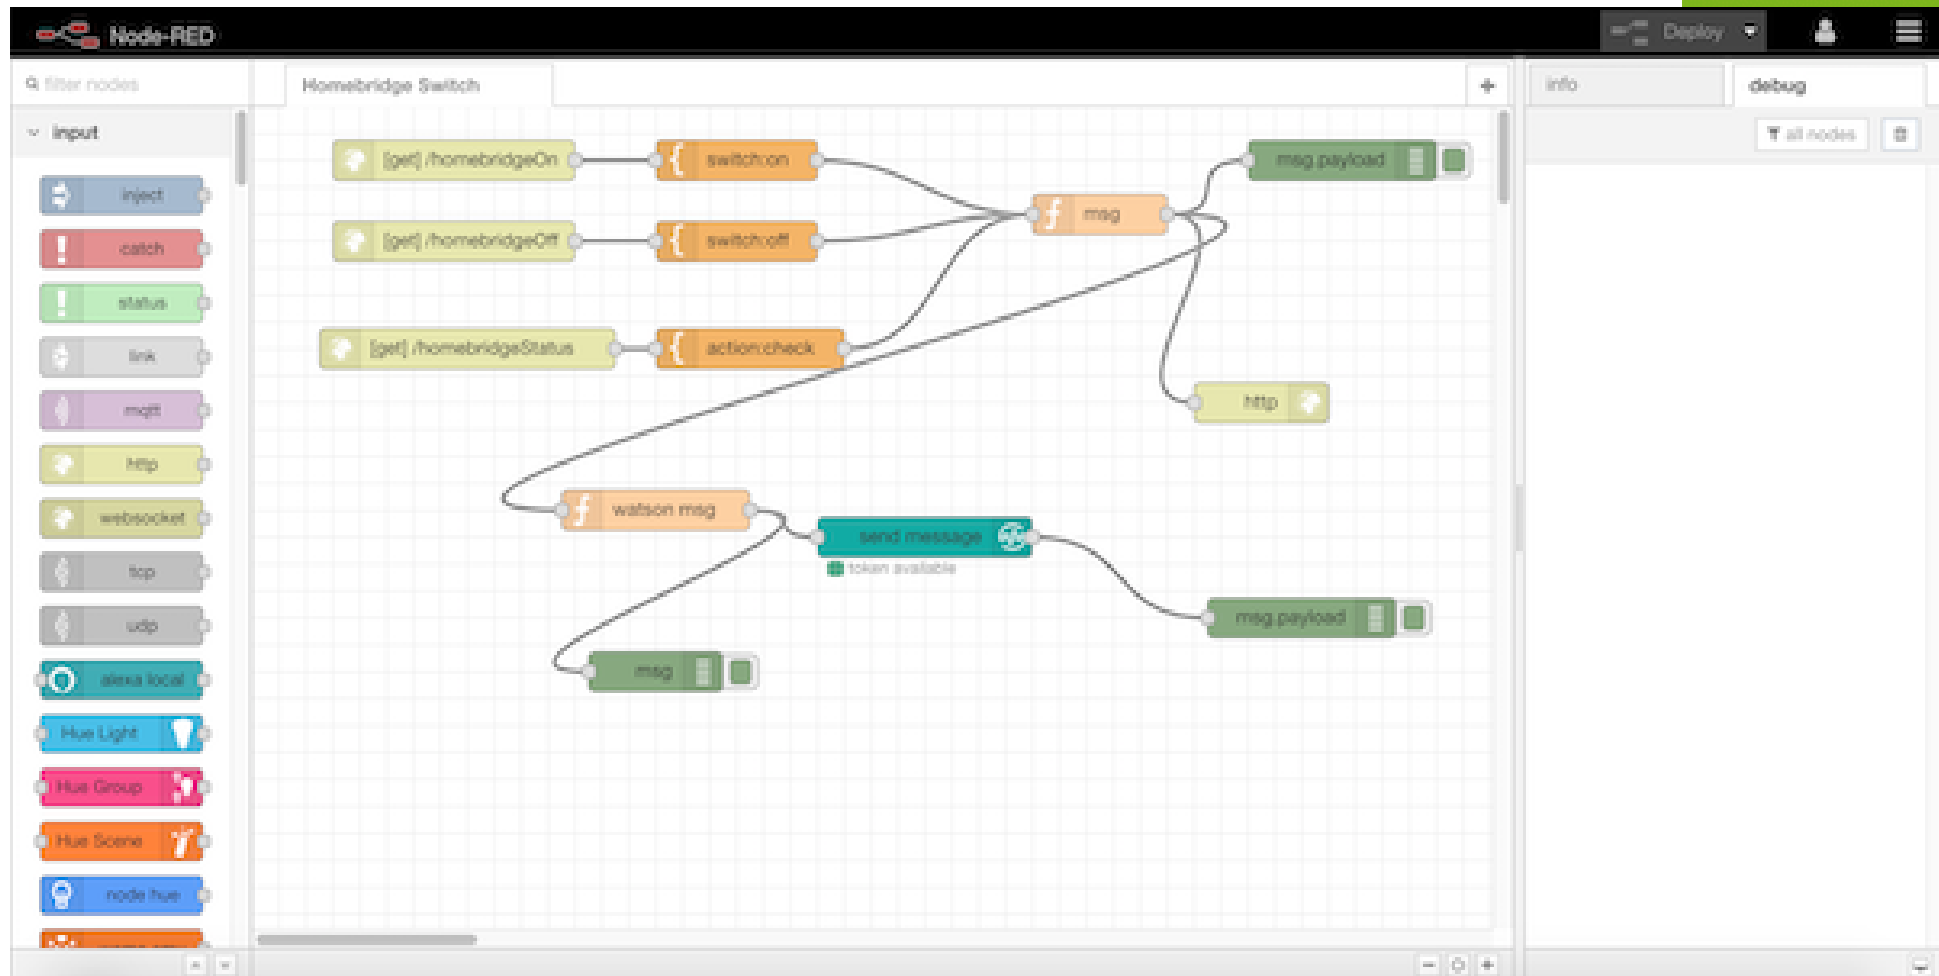 Node-RED
Deploy
filter nodes
Homebridge Switch
+
info
debug
input
all nodes
[get] /homebridgeOn
switch:on
msg.payload
inject
msg
[get] /homebridgeOff
switch:off
catch
status
[get] /homebridgeStatus
action:check
link
http
mqtt
http
watson msg
websocket
send message
token available
tcp
msg.payload
udp
msg
alexa local
Hue Light
Hue Group
Hue Scene
node hue